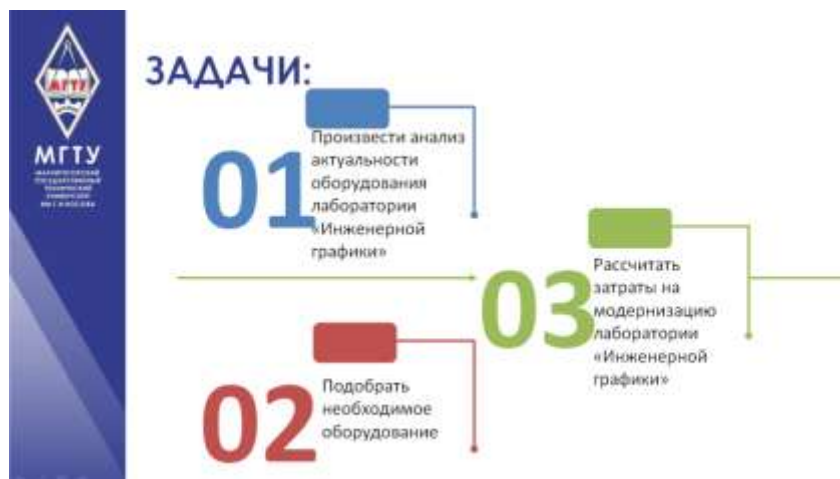 МГТУ
МГТУ
ЗАДАЧИ:
01
Произвести анализ
актуальности
оборудования
лаборатории
«Инженерной
графики»
02
Подобрать
необходимое
оборудование
03
Рассчитать
затраты на
модернизацию
лаборатории
«Инженерной
графики»